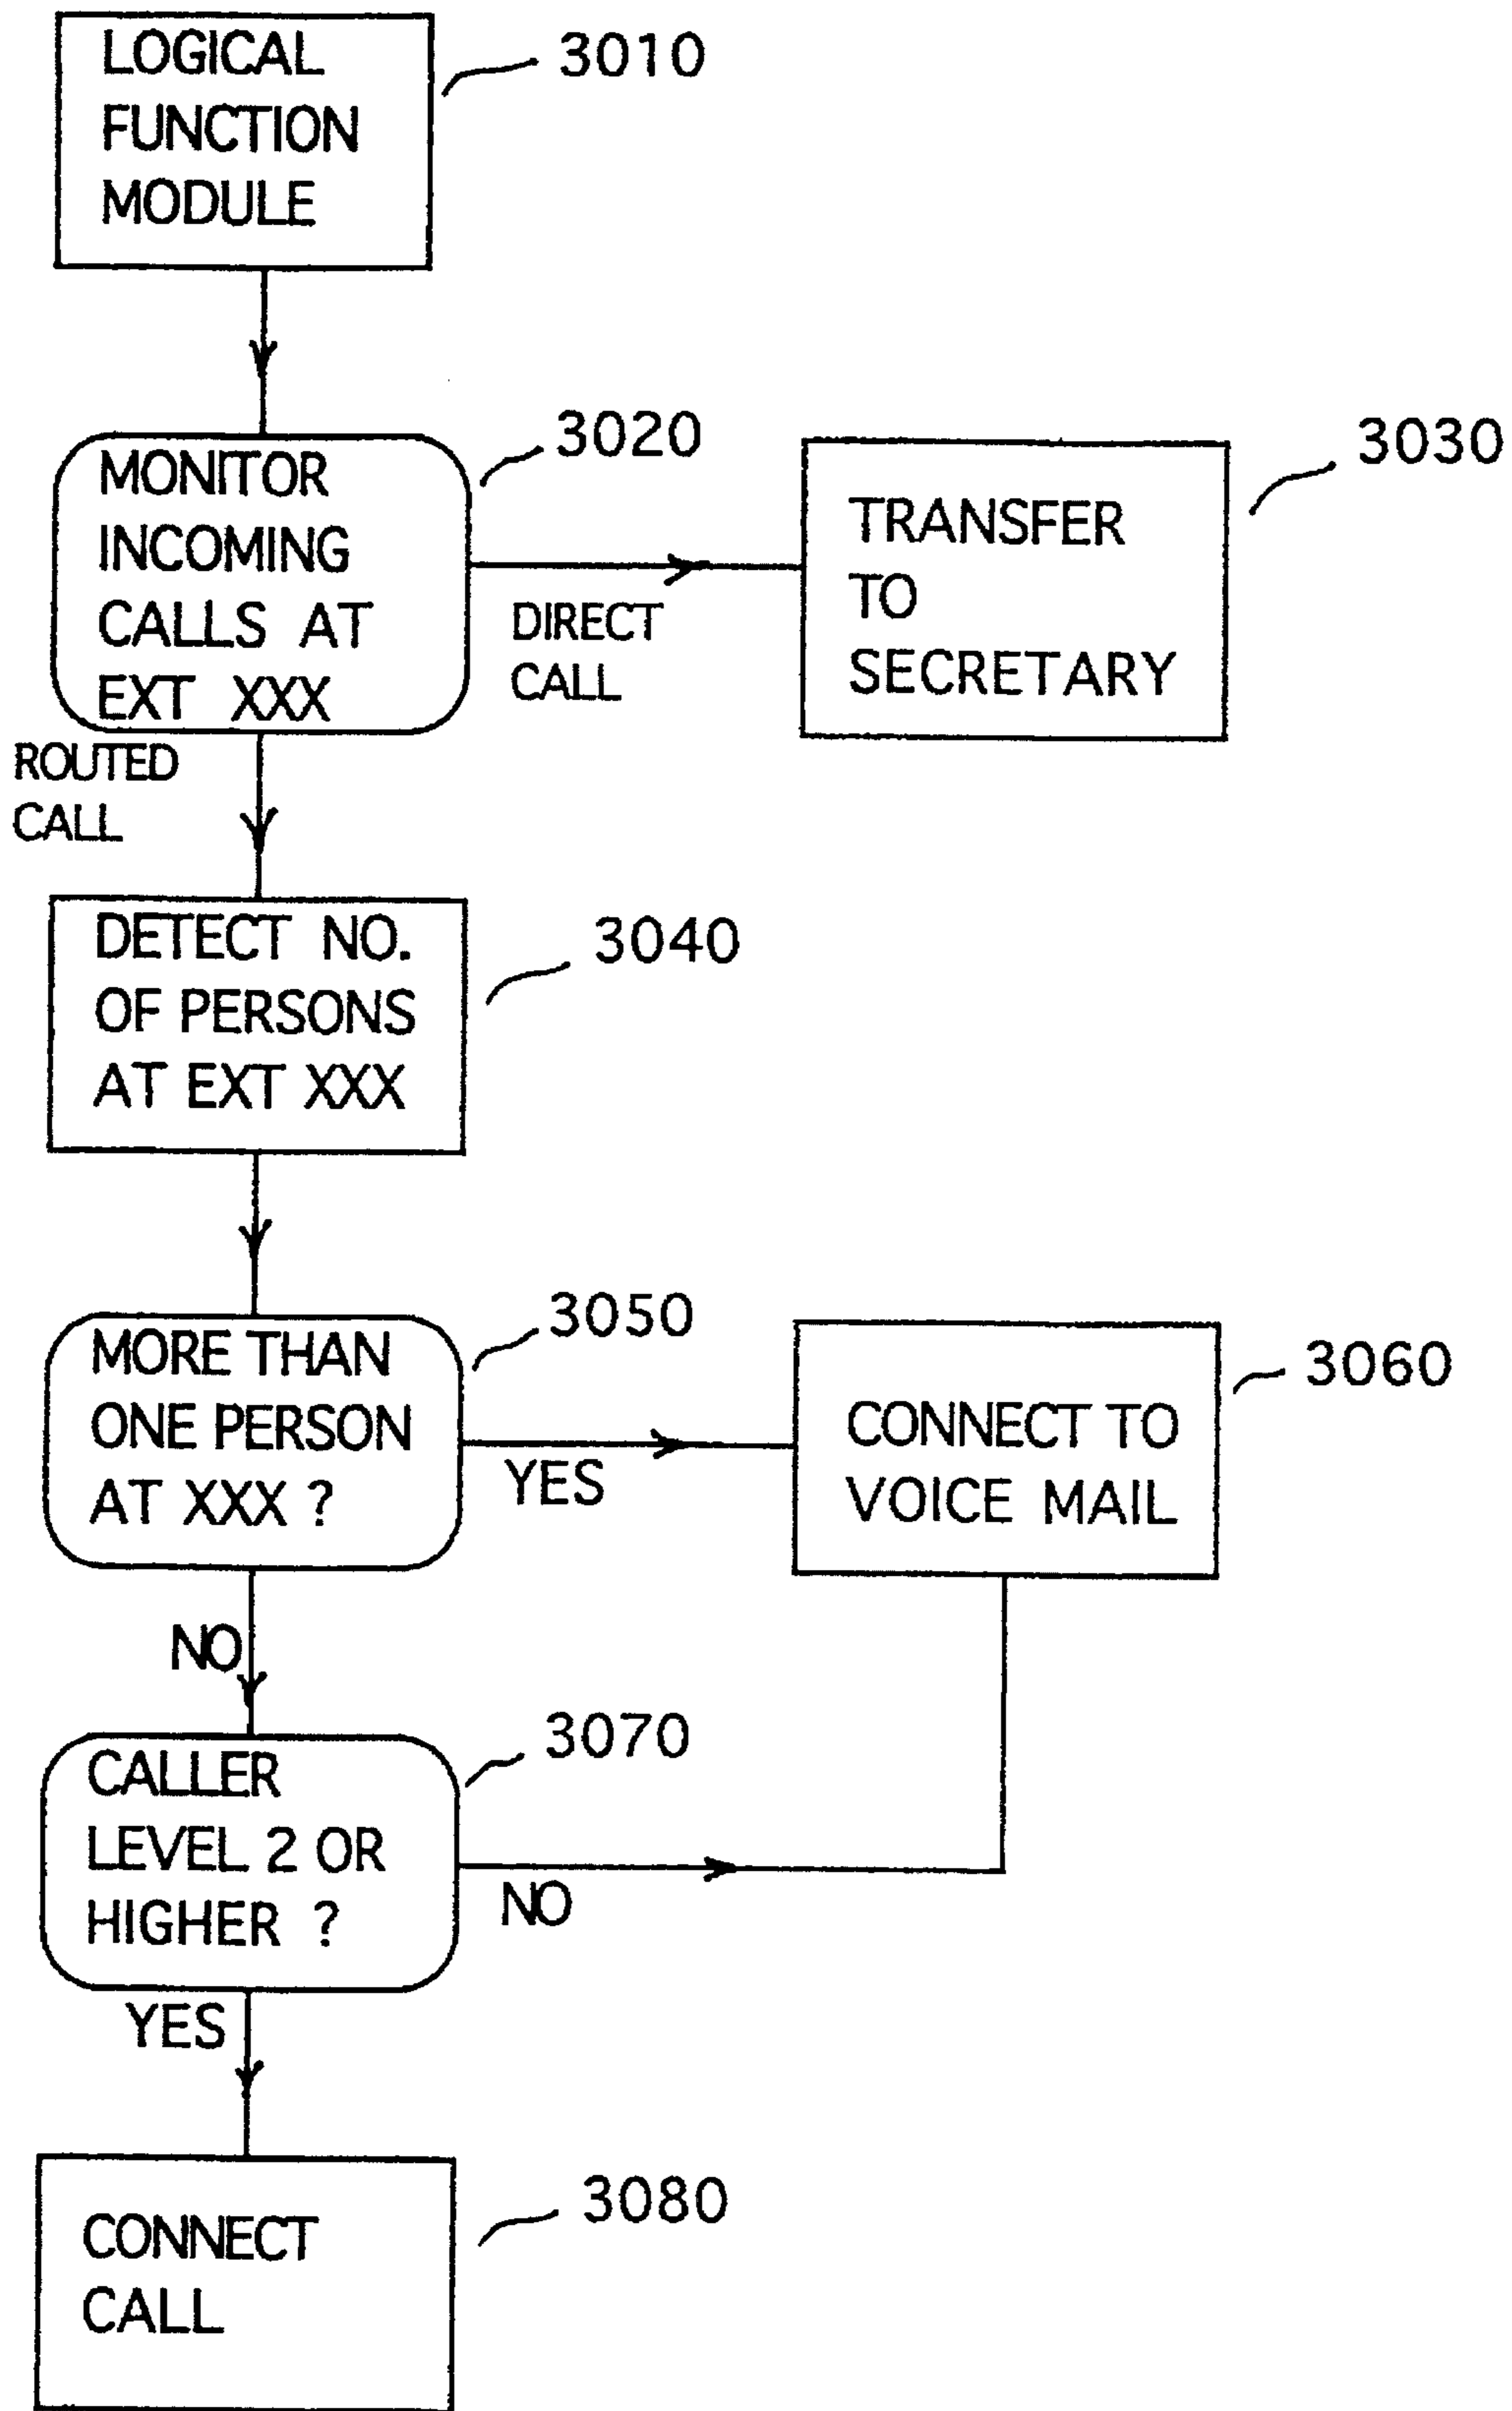 LOGICAL
FUNCTION
MODULE
3010
MONITOR
INCOMING
CALLS AT
EXT XXX
3020
DIRECT
CALL
TRANSFER
TO
SECRETARY
3030
ROUTED
CALL
DETECT NO.
OF PERSONS
AT EXT XXX
3040
MORE THAN
ONE PERSON
AT XXX ?
3050
YES
CONNECT TO
VOICE MAIL
3060
NO
CALLER
LEVEL 2 OR
HIGHER ?
3070
NO
YES
CONNECT
CALL
3080